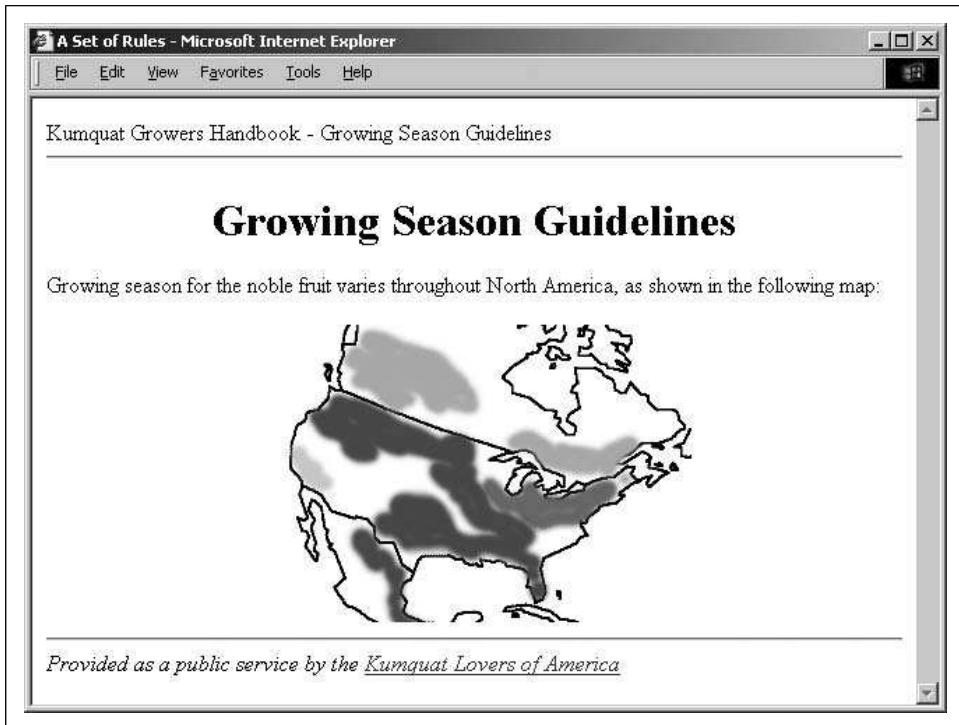 A Set of Rules - Microsoft Internet Explorer
File Edit View Favorites Tools Help
Kumquat Growers Handbook - Growing Season Guidelines
Growing Season Guidelines
Growing season for the noble fruit varies throughout North America, as shown in the following map:
Provided as a public service by the Kumquat Lovers of America